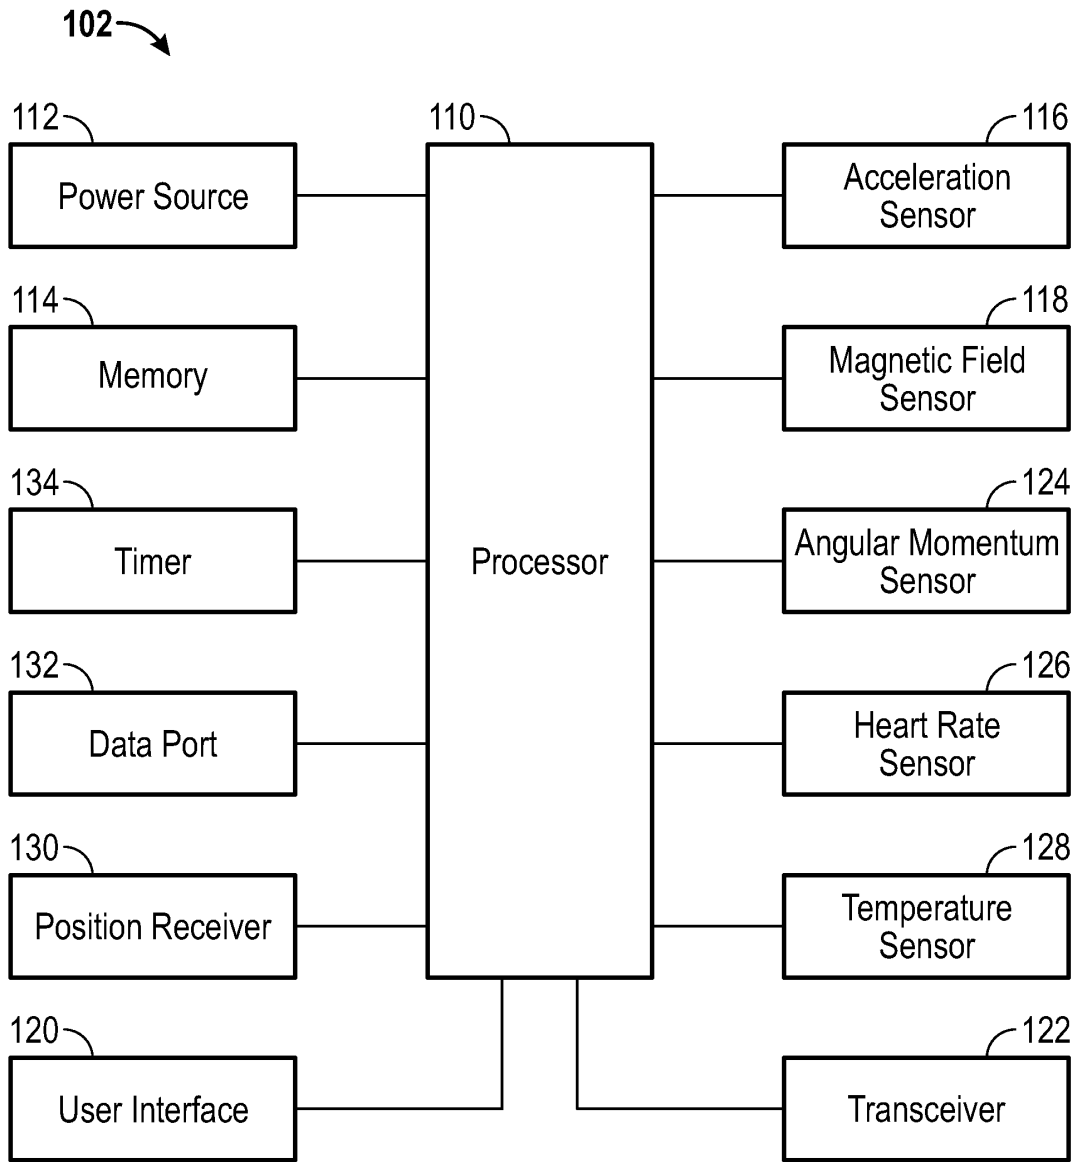 102
112
110
116
Power Source
Acceleration
Sensor
114
118
Memory
Magnetic Field
Sensor
134
124
Timer
Processor
Angular Momentum
Sensor
132
126
Data Port
Heart Rate
Sensor
130
128
Position Receiver
Temperature
Sensor
120
122
User Interface
Transceiver